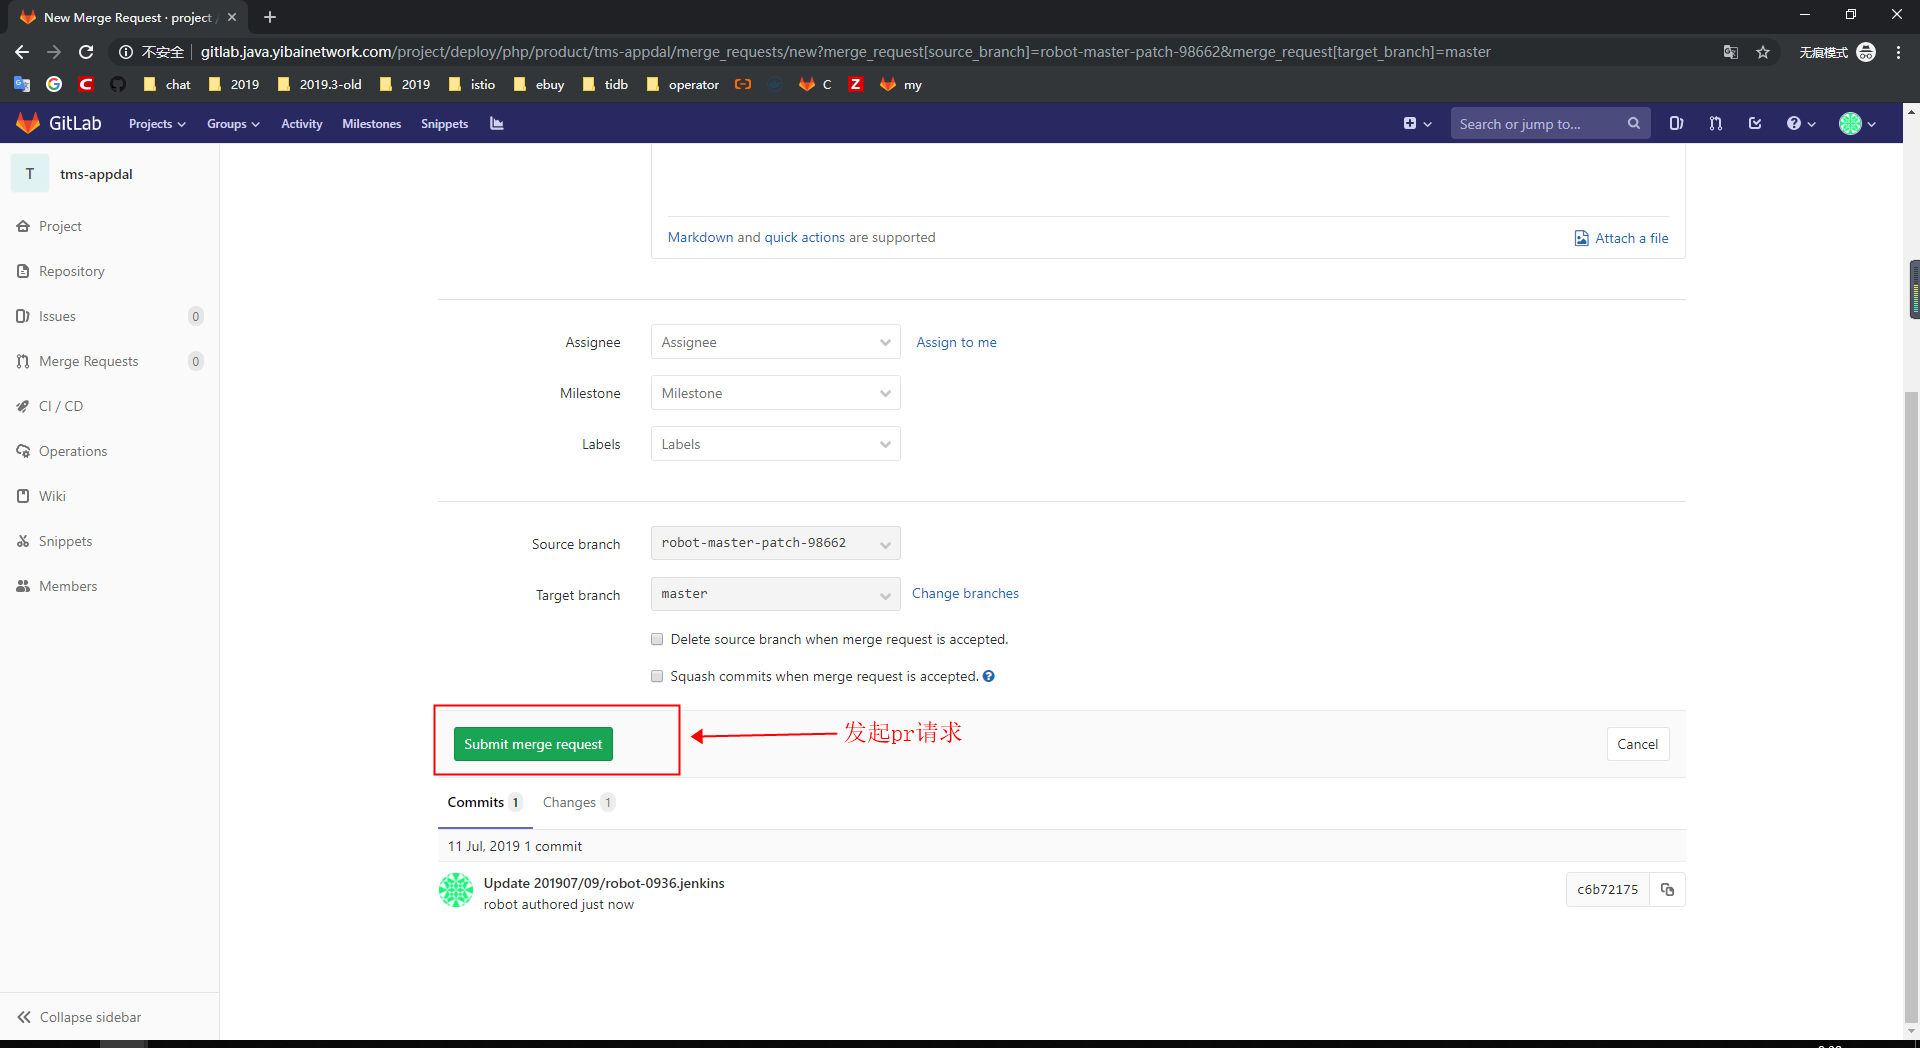 New Merge Request · project
不安全 gitlab.java.yibainetwork.com/project/deploy/php/product/tms-appdal/merge_requests/new?merge_request[source_branch]=robot-master-patch-98662&merge_request[target_branch]=master 无痕模式
chat 2019 2019.3-old 2019 istio ebuy tidb operator C Z my
GitLab Projects Groups Activity Milestones Snippets Search or jump to...
T tms-appdal
Project
Repository
Issues 0
Merge Requests 0
CI / CD
Operations
Wiki
Snippets
Members
Collapse sidebar
Markdown and quick actions are supported Attach a file
Assignee Assignee Assign to me
Milestone Milestone
Labels Labels
Source branch robot-master-patch-98662
Target branch master Change branches
Delete source branch when merge request is accepted.
Squash commits when merge request is accepted.
Submit merge request 发起pr请求 Cancel
Commits 1 Changes 1
11 Jul, 2019 1 commit
Update 201907/09/robot-0936.jenkins
robot authored just now
c6b72175